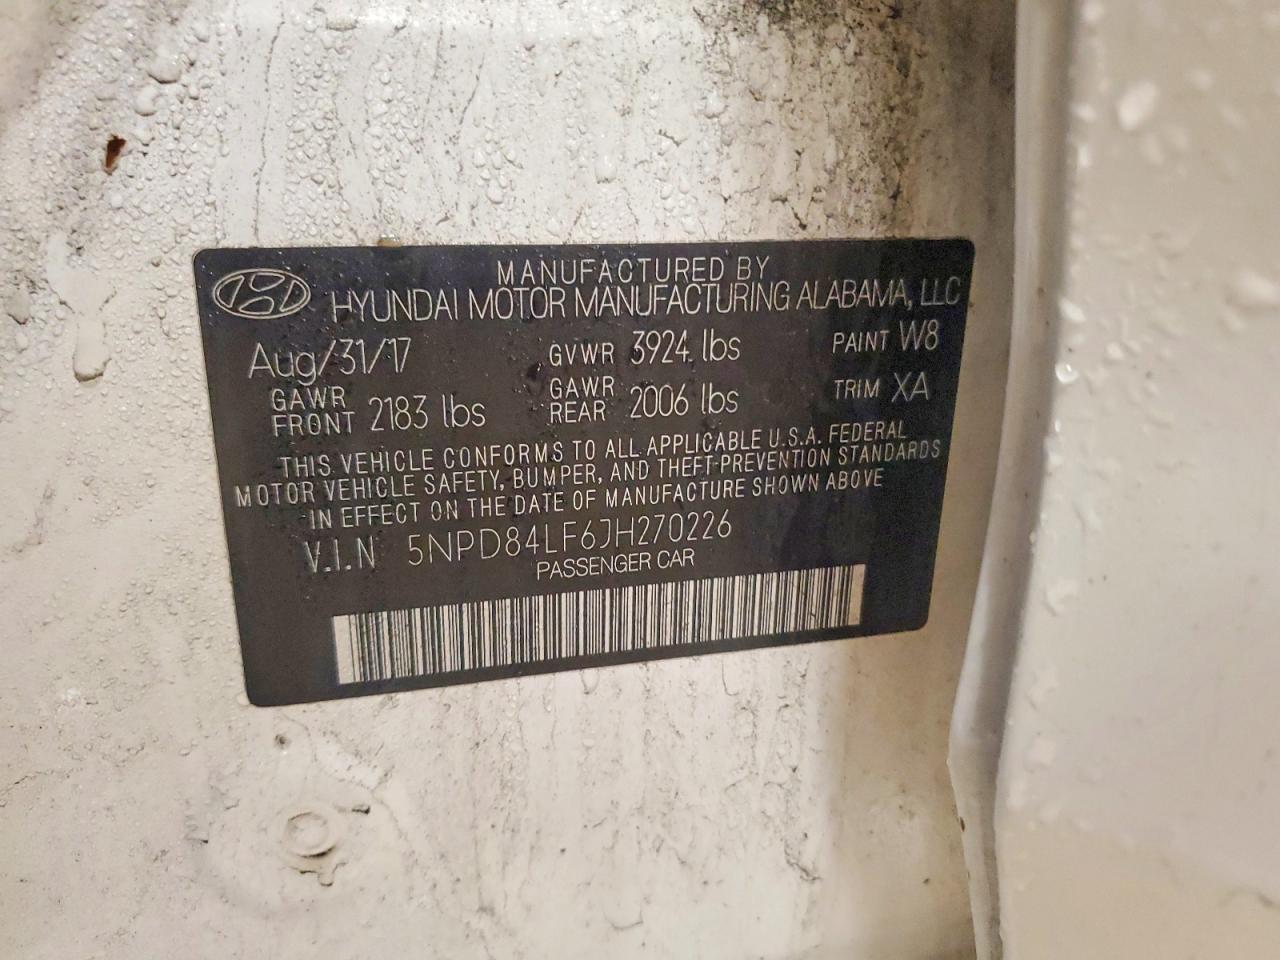 MANUFACTURED BY
HYUNDAI MOTOR MANUFACTURING ALABAMA, LLC
Aug/31/17 GVWR 3924 lbs PAINT W8
GAWR FRONT 2183 lbs GAWR REAR 2006 lbs TRIM XA
THIS VEHICLE CONFORMS TO ALL APPLICABLE U.S.A. FEDERAL
MOTOR VEHICLE SAFETY, BUMPER, AND THEFT-PREVENTION STANDARDS
IN EFFECT ON THE DATE OF MANUFACTURE SHOWN ABOVE
V.I.N 5NPD84LF6JH270226
PASSENGER CAR